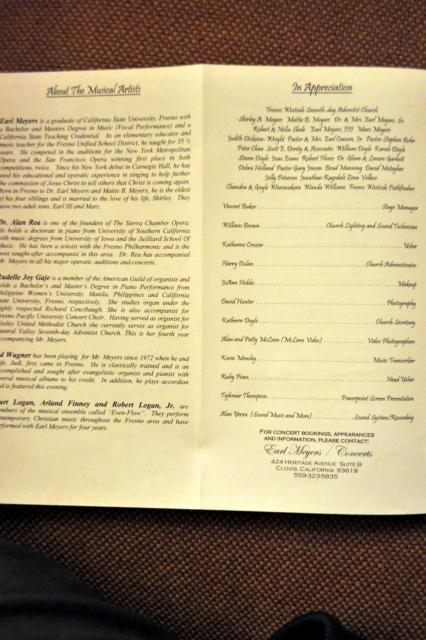 About The Musical Artists
Earl Meyers is a graduate of California State University, Fresno with
a Bachelor and Masters Degree in Music (Vocal Performance) and a
California State Teaching Credential. As an elementary educator and
music teacher for the Fresno Unified School District, he taught for 35 ½
years. He competed in the auditions for the New York Metropolitan
Opera and the San Francisco Opera winning first place in both
competitions, twice. Since his New York debut in Carnegie Hall, he has
used his educational and operatic experience in singing to help further
the commission of Jesus Christ to tell others that Christ is coming again.
Born in Fresno to Dr. Earl Meyers and Mattie B. Meyers, he is the eldest
of four siblings and is married to the love of his life, Shirley. They
have two adult sons, Earl III and Marc.
Dr. Alan Rea is one of the founders of The Sierra Chamber Opera.
He holds a doctorate in piano from University of Southern California
with music degrees from University of Iowa and the Juilliard School Of
Music. He has been a soloist with the Fresno Philharmonic and is the
most sought-after accompanist in this area. Dr. Rea has accompanied
Mr. Meyers in all his major operatic auditions and concerts.
Joy Gaje is a member of the American Guild of organists and
holds a Bachelor's and Master's Degree in Piano Performance from
Philippine Women's University, Manila, Philippines and California
State University, Fresno, respectively. She studies organ under the
highly respected Richard Cencibaugh. She is also accompanist for
Fresno Pacific University Concert Choir. Having served as organist for
Wesley United Methodist Church she currently serves as organist for
Central Valley Seventh-day Adventist Church. This is her fourth year
accompanying Mr. Meyers.
Wagner has been playing for Mr. Meyers since 1972 when he and
Judi, first came to Fresno. He is classically trained and is an
accomplished and sought after evangelistic organist and pianist with
several musical albums to his credit. In addition, he plays accordion
featured this evening.
Logan, Arland Finney and Robert Logan, Jr. are
members of the musical ensemble called "Even-Flow". They perform
contemporary Christian music throughout the Fresno area and have
performed with Earl Meyers for four years.
In Appreciation
Fresno Westside Seventh-day Adventist Church
Shirley A. Meyers Mattie B. Meyers Dr. & Mrs. Earl Meyers, Sr.
Robert & Nola Slade Earl Meyers, III Marc Meyers
Judith Dickson-Wright Pastor & Mrs. Earl Canson, Sr. Pastor Stephen
Peter Chan Scott E. & Associates William Doyle Karah Doyle
Steven Doyle Isaac Evans Robert Flores Dr. Glenn & Lenora Garbutt
Debra Holland Pastor Gary Jensen Brad Manning David Metoyhar
Jolly Peterson Jonathan Ragsdale Zena Valles
Chandra & Gayle Weereakoon Wanda Williams Fresno Westside Pathfinders
Vincent Baker Stage Manager
William Brown Church Lighting and Sound Technician
Katherine Crosier Usher
Harry Dulan Church Administrator
JoAnn Hobbs Makeup
David Hunter Photography
Katherin Doyle Church Secretary
Alan and Patty McLane (McLane Video) Video Photographers
Kevin Moseley Music Transcriber
Ruby Penn Head Usher
Taylmur Thompson Powerpoint Screen Presentation
Alan Vorya (Sound Music and More) Sound System/Recording
FOR CONCERT BOOKINGS, APPEARANCES
AND INFORMATION, PLEASE CONTACT:
Earl Meyers / Concerts
424 HERITAGE AVENUE SUITE B
CLOVIS, CALIFORNIA 93619
559-323-5835